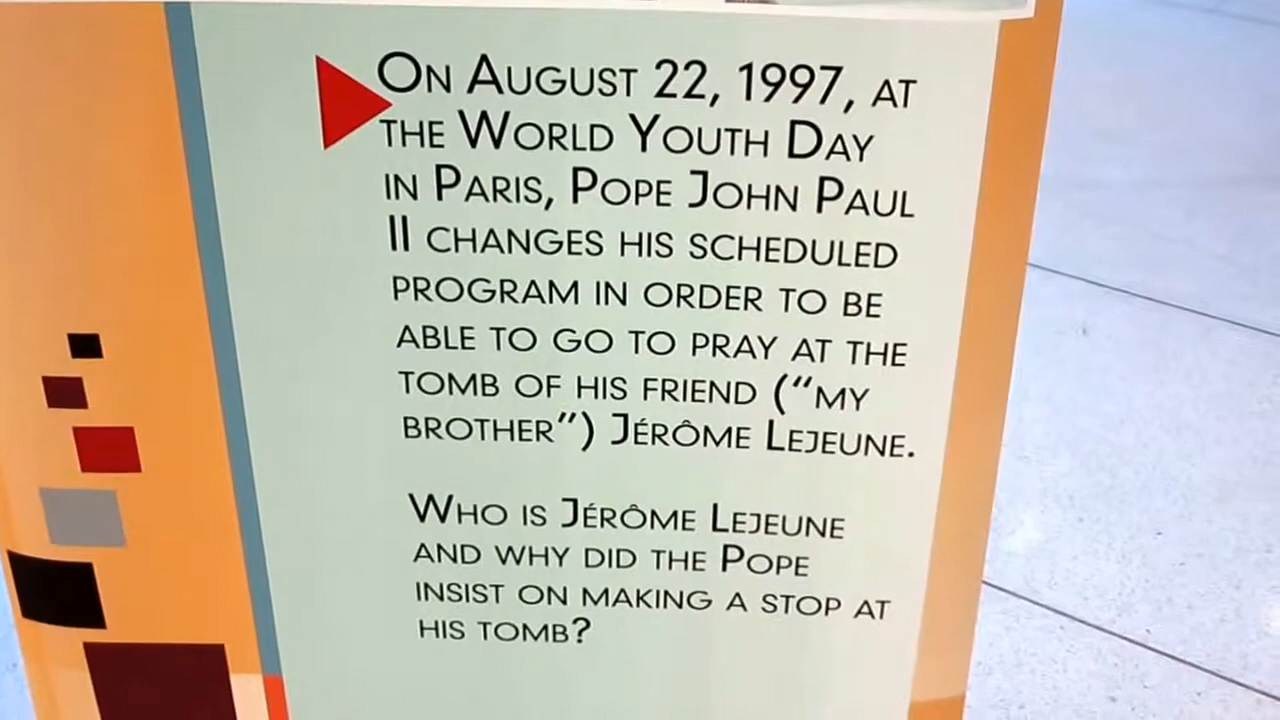 On August 22, 1997, at
the World Youth Day
in Paris, Pope John Paul
II changes his scheduled
program in order to be
able to go to pray at the
tomb of his friend (“my
brother”) Jérôme Lejeune.
Who is Jérôme Lejeune
and why did the Pope
insist on making a stop at
his tomb?